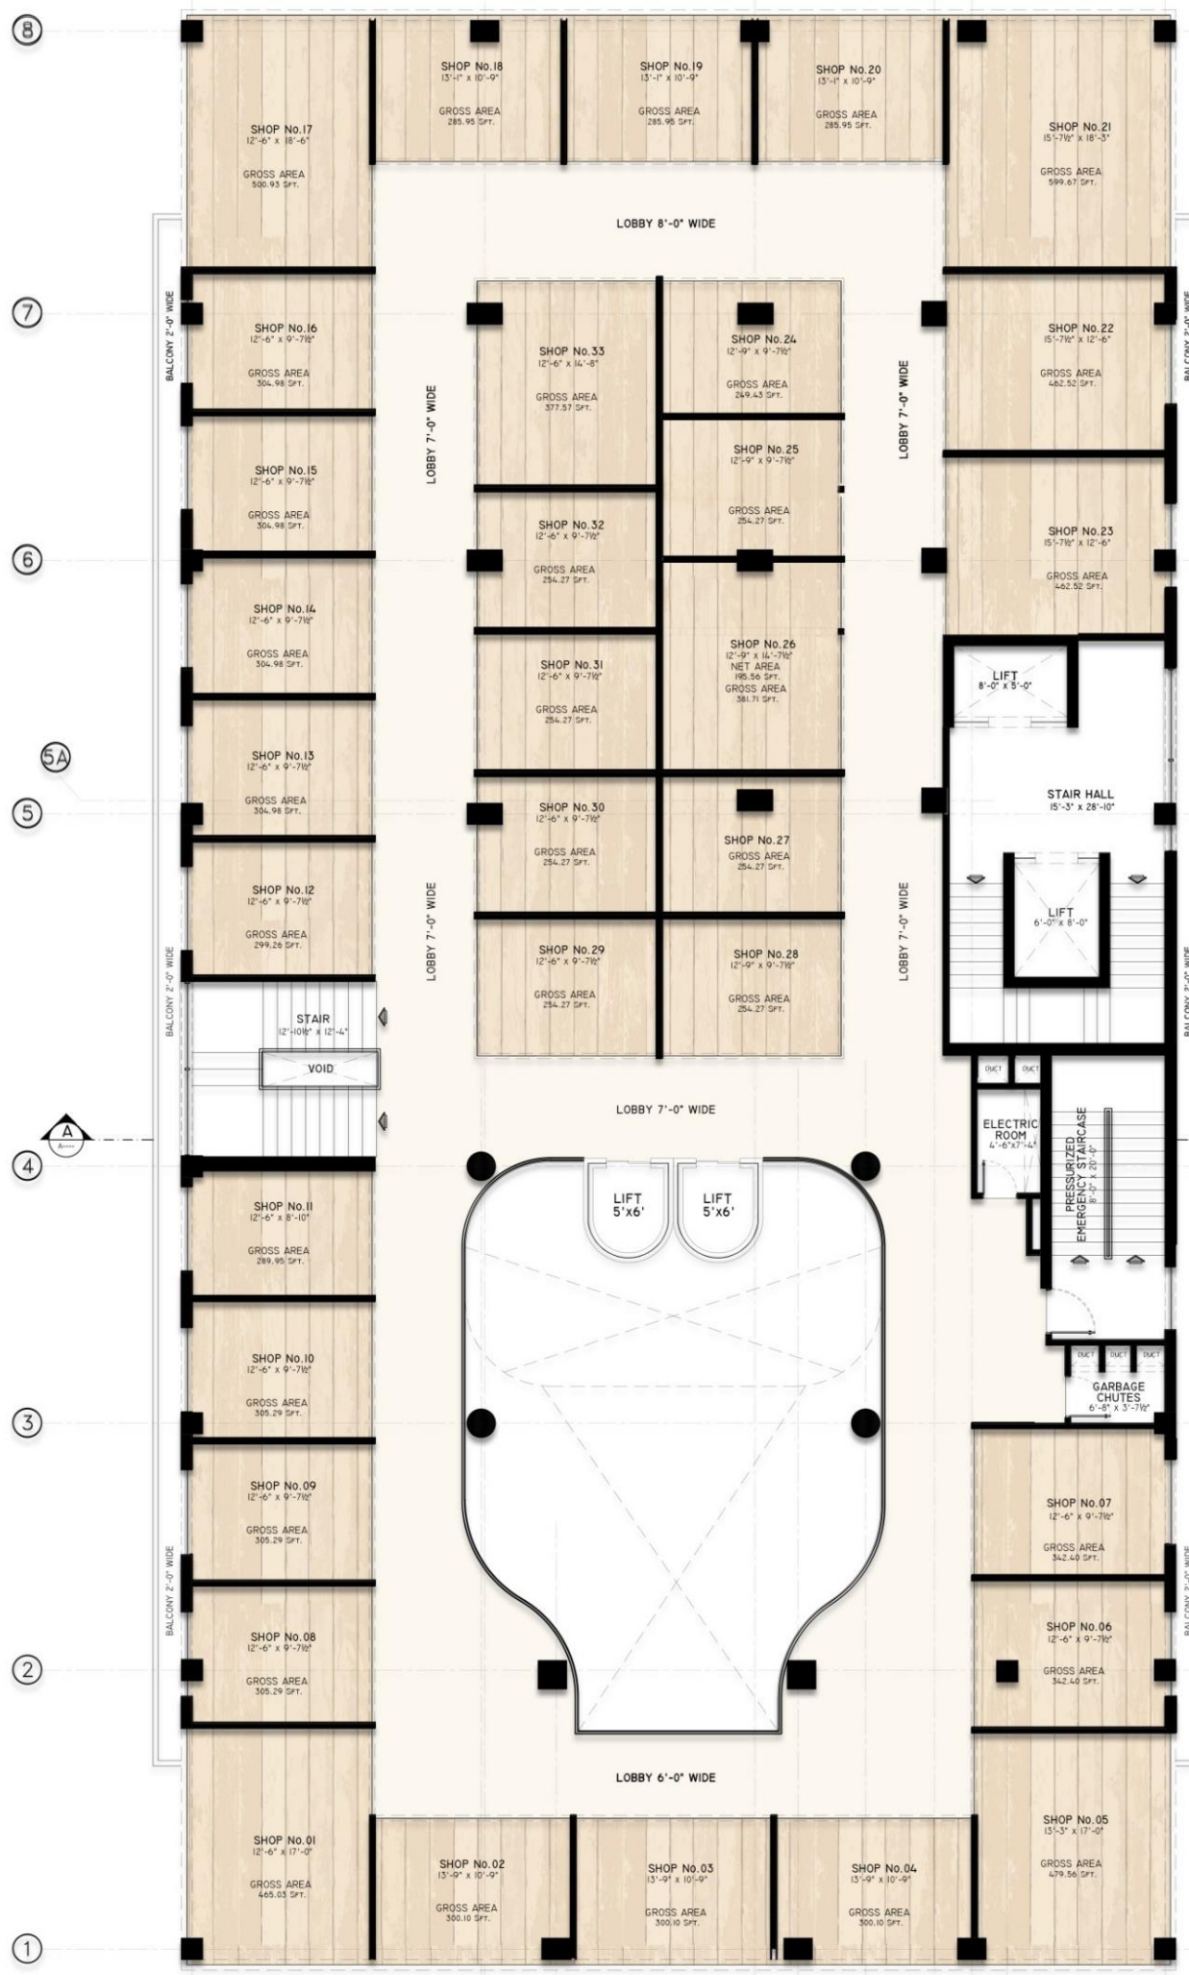 8
SHOP No.17
12'-6" x 18'-6"
GROSS AREA
500.93 SFT.
SHOP No.18
13'-1" x 10'-9"
GROSS AREA
285.95 SFT.
SHOP No.19
13'-1" x 10'-9"
GROSS AREA
285.95 SFT.
SHOP No.20
13'-1" x 10'-9"
GROSS AREA
285.95 SFT.
SHOP No.21
15'-7½" x 18'-3"
GROSS AREA
599.67 SFT.
LOBBY 8'-0" WIDE
7
BALCONY 2'-0" WIDE
SHOP No.16
12'-6" x 9'-7½"
GROSS AREA
304.98 SFT.
SHOP No.33
12'-6" x 14'-8"
GROSS AREA
377.57 SFT.
SHOP No.24
12'-9" x 9'-7½"
GROSS AREA
249.43 SFT.
SHOP No.22
15'-7½" x 12'-6"
GROSS AREA
462.52 SFT.
BALCONY 2'-0" WIDE
LOBBY 7'-0" WIDE
LOBBY 7'-0" WIDE
SHOP No.15
12'-6" x 9'-7½"
GROSS AREA
304.98 SFT.
SHOP No.25
12'-9" x 9'-7½"
GROSS AREA
254.27 SFT.
6
SHOP No.32
12'-6" x 9'-7½"
GROSS AREA
254.27 SFT.
SHOP No.23
15'-7½" x 12'-6"
GROSS AREA
462.52 SFT.
SHOP No.14
12'-6" x 9'-7½"
GROSS AREA
304.98 SFT.
SHOP No.31
12'-6" x 9'-7½"
GROSS AREA
254.27 SFT.
SHOP No.26
12'-9" x 14'-7½"
NET AREA
195.56 SFT.
GROSS AREA
381.71 SFT.
LIFT
8'-0" x 5'-0"
5A
SHOP No.13
12'-6" x 9'-7½"
GROSS AREA
304.98 SFT.
5
SHOP No.30
12'-6" x 9'-7½"
GROSS AREA
254.27 SFT.
SHOP No.27
GROSS AREA
254.27 SFT.
STAIR HALL
15'-3" x 28'-10"
SHOP No.12
12'-6" x 9'-7½"
GROSS AREA
299.26 SFT.
LOBBY 7'-0" WIDE
LOBBY 7'-0" WIDE
LIFT
6'-0" x 8'-0"
BALCONY 2'-0" WIDE
SHOP No.29
12'-6" x 9'-7½"
GROSS AREA
254.27 SFT.
SHOP No.28
12'-9" x 9'-7½"
GROSS AREA
254.27 SFT.
BALCONY 2'-0" WIDE
STAIR
12'-10½" x 12'-4"
VOID
DUCT
DUCT
LOBBY 7'-0" WIDE
A
ELECTRIC
ROOM
4'-6"x7'-4"
PRESSURIZED
EMERGENCY STAIRCASE
8'-0" x 20'-0"
4
SHOP No.11
12'-6" x 8'-10"
GROSS AREA
289.95 SFT.
LIFT
5'x6'
LIFT
5'x6'
SHOP No.10
12'-6" x 9'-7½"
GROSS AREA
305.29 SFT.
DUCT
DUCT
DUCT
GARBAGE
CHUTES
6'-8" x 3'-7½"
3
SHOP No.09
12'-6" x 9'-7½"
GROSS AREA
305.29 SFT.
SHOP No.07
12'-6" x 9'-7½"
GROSS AREA
342.40 SFT.
BALCONY 2'-0" WIDE
BALCONY 2'-0" WIDE
SHOP No.08
12'-6" x 9'-7½"
GROSS AREA
305.29 SFT.
SHOP No.06
12'-6" x 9'-7½"
GROSS AREA
342.40 SFT.
2
LOBBY 6'-0" WIDE
SHOP No.01
12'-6" x 17'-0"
GROSS AREA
465.03 SFT.
SHOP No.02
13'-9" x 10'-9"
GROSS AREA
300.10 SFT.
SHOP No.03
13'-9" x 10'-9"
GROSS AREA
300.10 SFT.
SHOP No.04
13'-9" x 10'-9"
GROSS AREA
300.10 SFT.
SHOP No.05
13'-3" x 17'-0"
GROSS AREA
479.56 SFT.
1